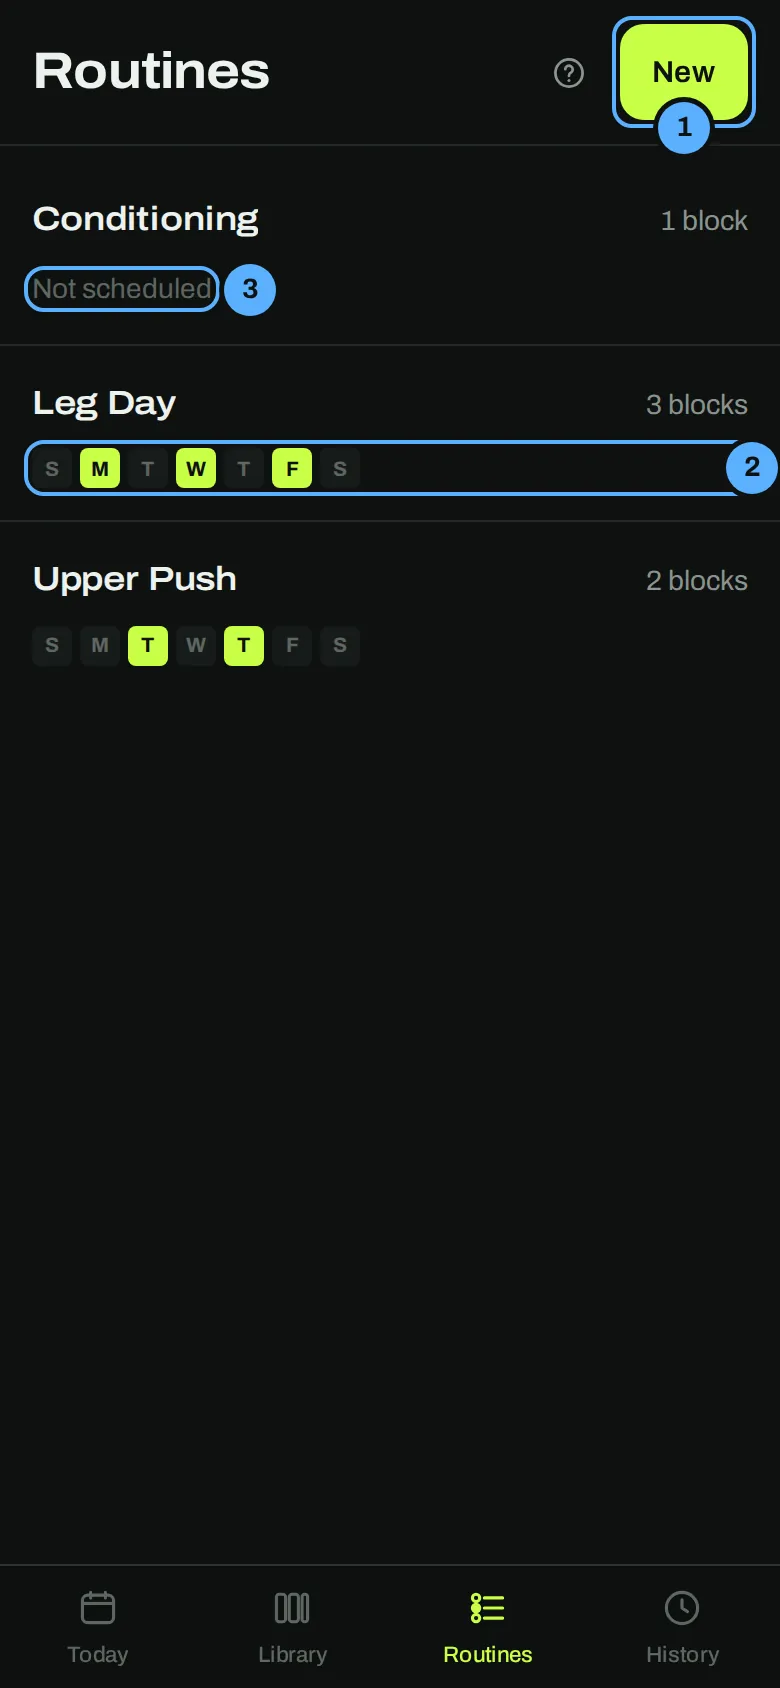 Routines
New
1
Conditioning
1 block
Not scheduled
3
Leg Day
3 blocks
S M T W T F S
2
Upper Push
2 blocks
S M T W T F S
Today
Library
Routines
History